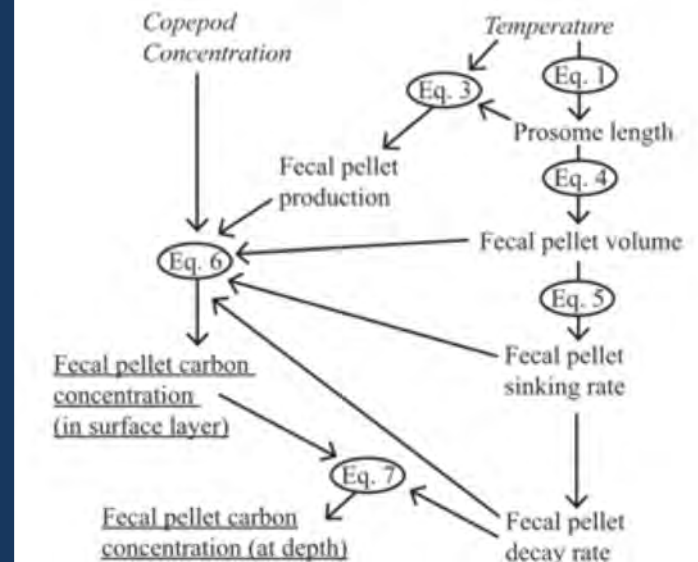 Copepod
Concentration
Temperature
Eq. 1
Eq. 3
Prosome length
Fecal pellet
production
Eq. 4
Fecal pellet volume
Eq. 6
Eq. 5
Fecal pellet
sinking rate
Fecal pellet carbon
concentration
(in surface layer)
Eq. 7
Fecal pellet carbon
concentration (at depth)
Fecal pellet
decay rate